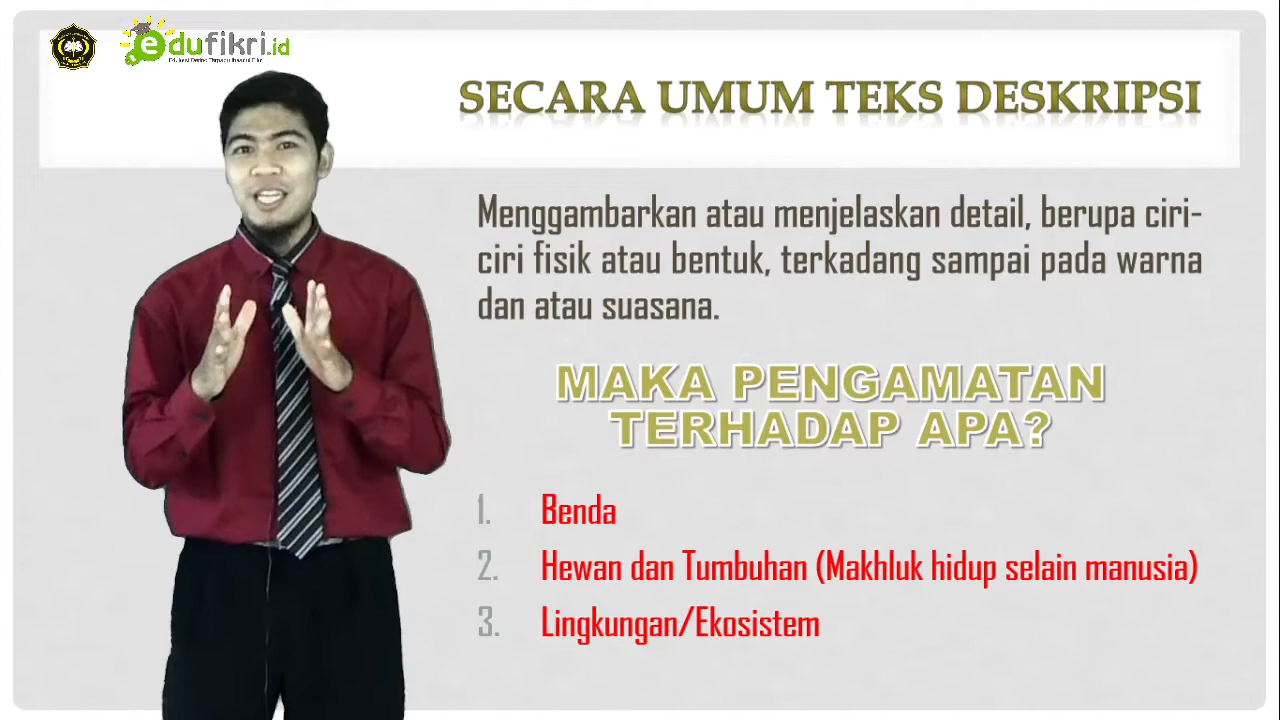 edufikri.id
SECARA UMUM TEKS DESKRIPSI
Menggambarkan atau menjelaskan detail, berupa ciri-
ciri fisik atau bentuk, terkadang sampai pada warna
dan atau suasana.
MAKA PENGAMATAN
TERHADAP APA?
1. Benda
2. Hewan dan Tumbuhan (Makhluk hidup selain manusia)
3. Lingkungan/Ekosistem